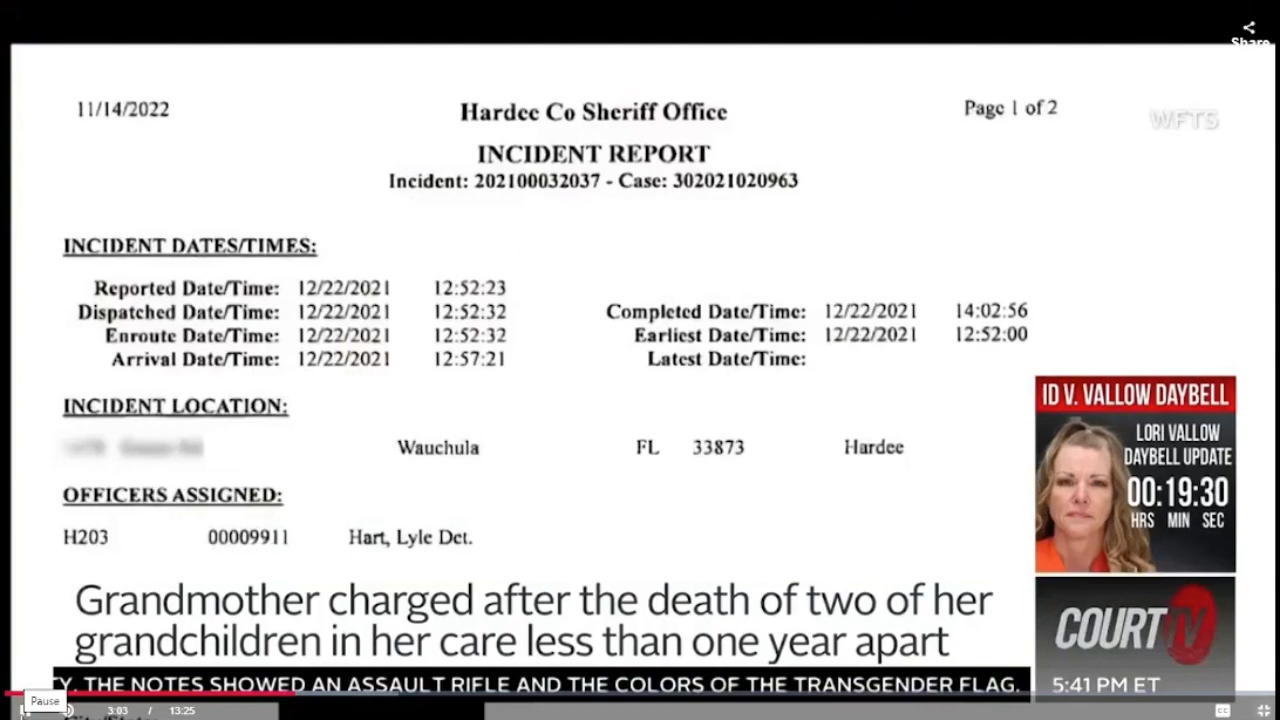 Share
11/14/2022
Hardee Co Sheriff Office
Page 1 of 2
WFTS
INCIDENT REPORT
Incident: 202100032037 - Case: 302021020963
INCIDENT DATES/TIMES:
Reported Date/Time: 12/22/2021 12:52:23
Dispatched Date/Time: 12/22/2021 12:52:32 Completed Date/Time: 12/22/2021 14:02:56
Enroute Date/Time: 12/22/2021 12:52:32 Earliest Date/Time: 12/22/2021 12:52:00
Arrival Date/Time: 12/22/2021 12:57:21 Latest Date/Time:
INCIDENT LOCATION:
Wauchula FL 33873 Hardee
OFFICERS ASSIGNED:
H203 00009911 Hart, Lyle Det.
ID V. VALLOW DAYBELL
LORI VALLOW
DAYBELL UPDATE
00:19:30
HRS MIN SEC
Grandmother charged after the death of two of her
grandchildren in her care less than one year apart
COURT TV
Y. THE NOTES SHOWED AN ASSAULT RIFLE AND THE COLORS OF THE TRANSGENDER FLAG.
5:41 PM ET
Pause
3:03 / 13:25
CC